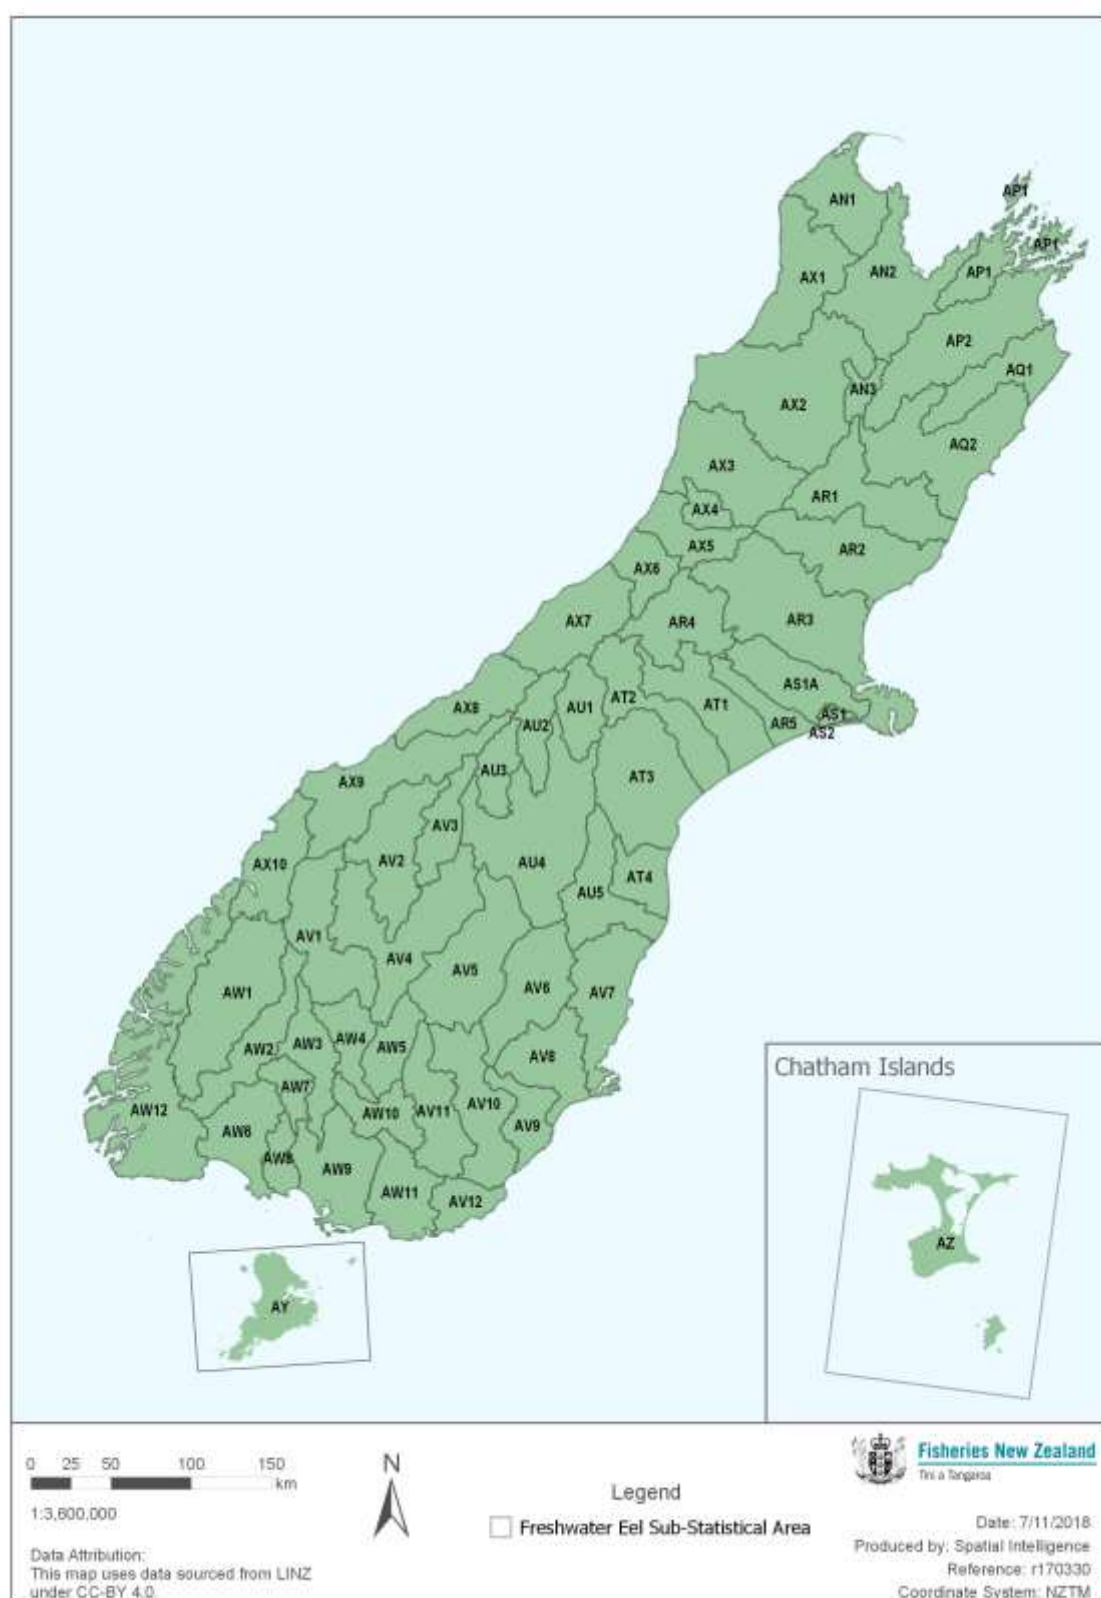 AP1
AN1
AP1
AN2
AP1
AX1
AP2
AQ1
AN3
AX2
AQ2
AX3
AR1
AX4
AX5
AR2
AX6
AX7
AR4
AR3
AS1A
AT2
AT1
AX8
AU1
AS1
AU2
AR5
AS2
AU3
AT3
AX9
AV3
AV2
AU4
AX10
AT4
AU5
AV1
AV4
AV5
AV6
AW1
AV7
AW3
AW4
AW5
AW2
AV8
Chatham Islands
AW7
AV10
AW12
AW10
AV11
AV9
AW6
AW8
AW9
AW11
AV12
AZ
AY
0 25 50 100 150
km
1:3,600,000
Data Attribution:
This map uses data sourced from LINZ
under CC-BY 4.0.
N
Legend
Freshwater Eel Sub-Statistical Area
Fisheries New Zealand
Tini a Tangaroa
Date: 7/11/2018
Produced by: Spatial Intelligence
Reference: r170330
Coordinate System: NZTM